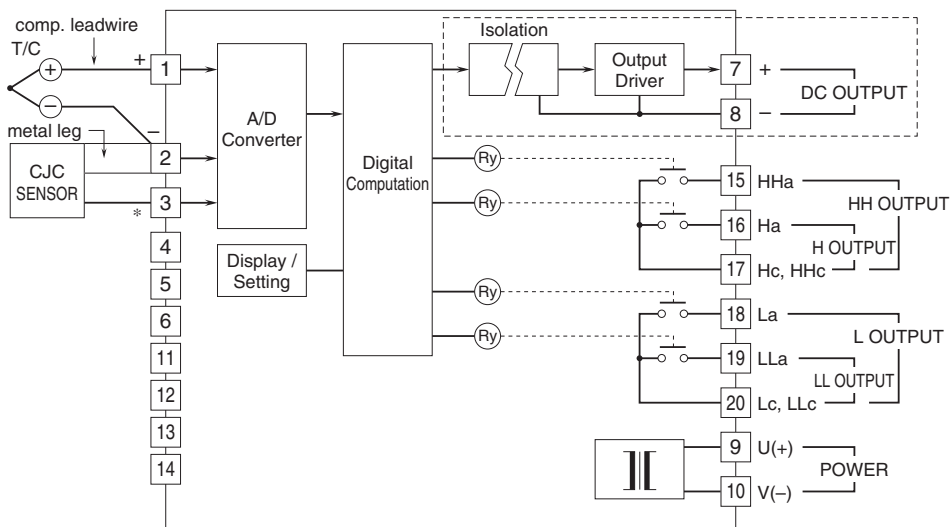 comp. leadwire
T/C
+
−
+
−
metal leg
CJC
SENSOR
*
1
2
3
4
5
6
11
12
13
14
A/D
Converter
Display /
Setting
Digital
Computation
Isolation
Output
Driver
7 +
8 −
DC OUTPUT
Ry
Ry
Ry
Ry
15 HHa
16 Ha
17 Hc, HHc
H OUTPUT
HH OUTPUT
18 La
19 LLa
20 Lc, LLc
LL OUTPUT
L OUTPUT
9 U(+)
10 V(–)
POWER